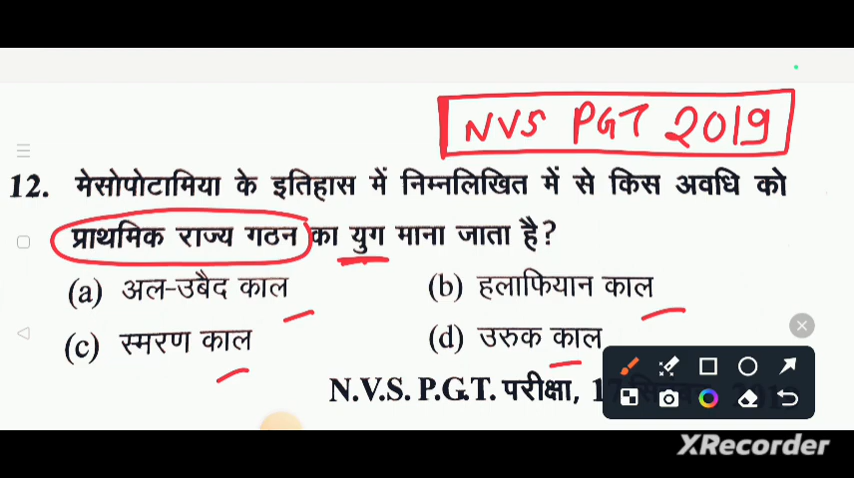 NVS PGT 2019
12. मेसोपोटामिया के इतिहास में निम्नलिखित में से किस अवधि को
प्राथमिक राज्य गठन का युग माना जाता है?
(a) अल-उबैद काल (b) हलाफियान काल
(c) स्मरण काल (d) उरुक काल
N.V.S. P.G.T. परीक्षा, 1
XRecorder